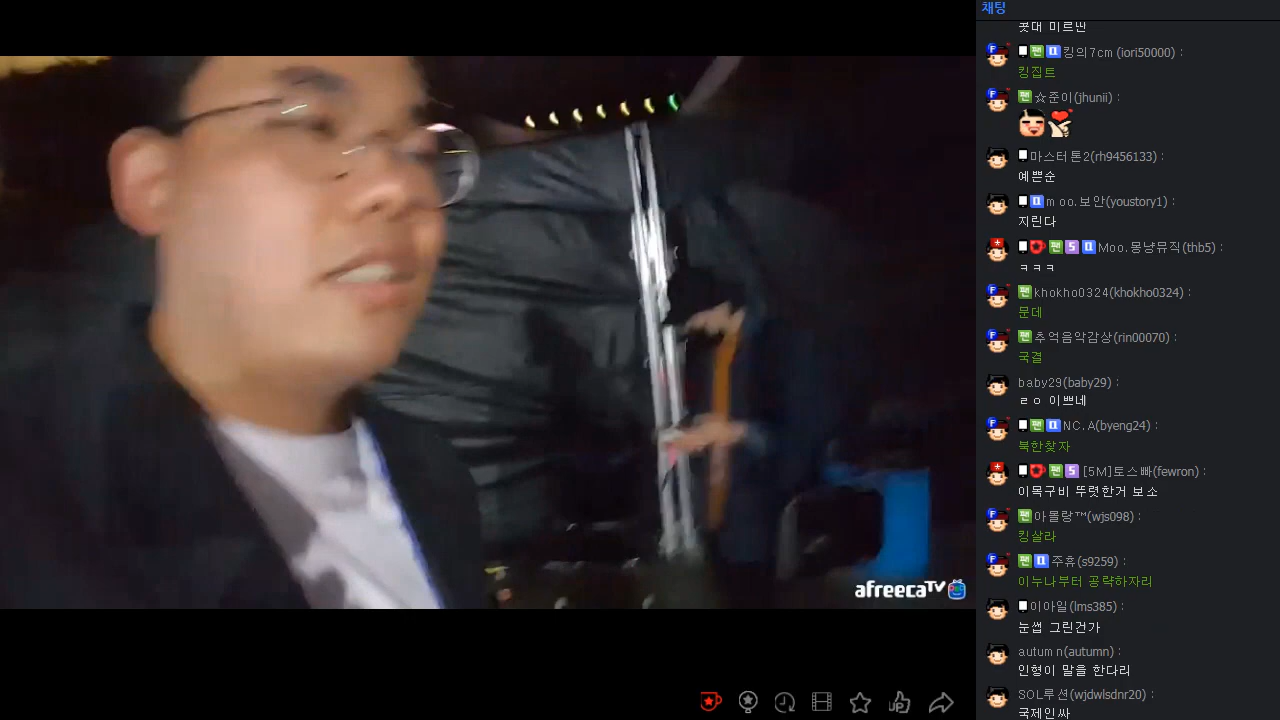 채팅
콧대 미르띤
킹의7cm (iori50000) :
킹집트
☆준이(jhunii) :
마스터톤2(rh9456133) :
예쁜순
m oo.보안(youstory1) :
지린다
Moo.몽냥뮤직(thb5) :
ㅋㅋㅋ
khokho0324(khokho0324) :
문데
추억음악감상(rin00070) :
국결
baby29(baby29) :
ㄹㅇ 이쁘네
NC.A(byeng24) :
북한찾자
[5M]토스빠(fewron) :
이목구비 뚜렷한거 보소
아몰랑™(wjs098) :
킹살라
주휴(s9259) :
이누나부터 공략하자리
이아일(lms385) :
눈썹 그린건가
autum n(autumn) :
인형이 말을 한다리
SOL루션(wjdwlsdnr20) :
국제인싸
afreecaTV
UP